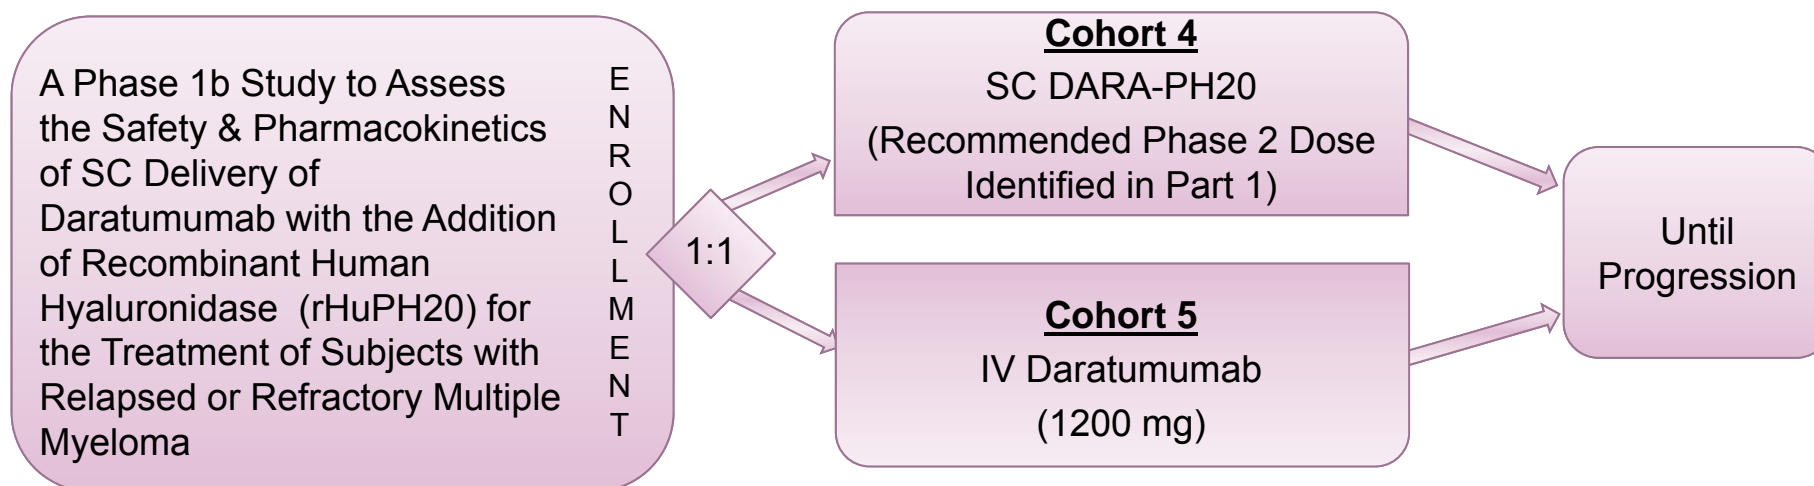 A Phase 1b Study to Assess
the Safety & Pharmacokinetics
of SC Delivery of
Daratumumab with the Addition
of Recombinant Human
Hyaluronidase (rHuPH20) for
the Treatment of Subjects with
Relapsed or Refractory Multiple
Myeloma
E
N
R
O
L
L
M
E
N
T
1:1
Cohort 4
SC DARA-PH20
(Recommended Phase 2 Dose
Identified in Part 1)
Cohort 5
IV Daratumumab
(1200 mg)
Until
Progression